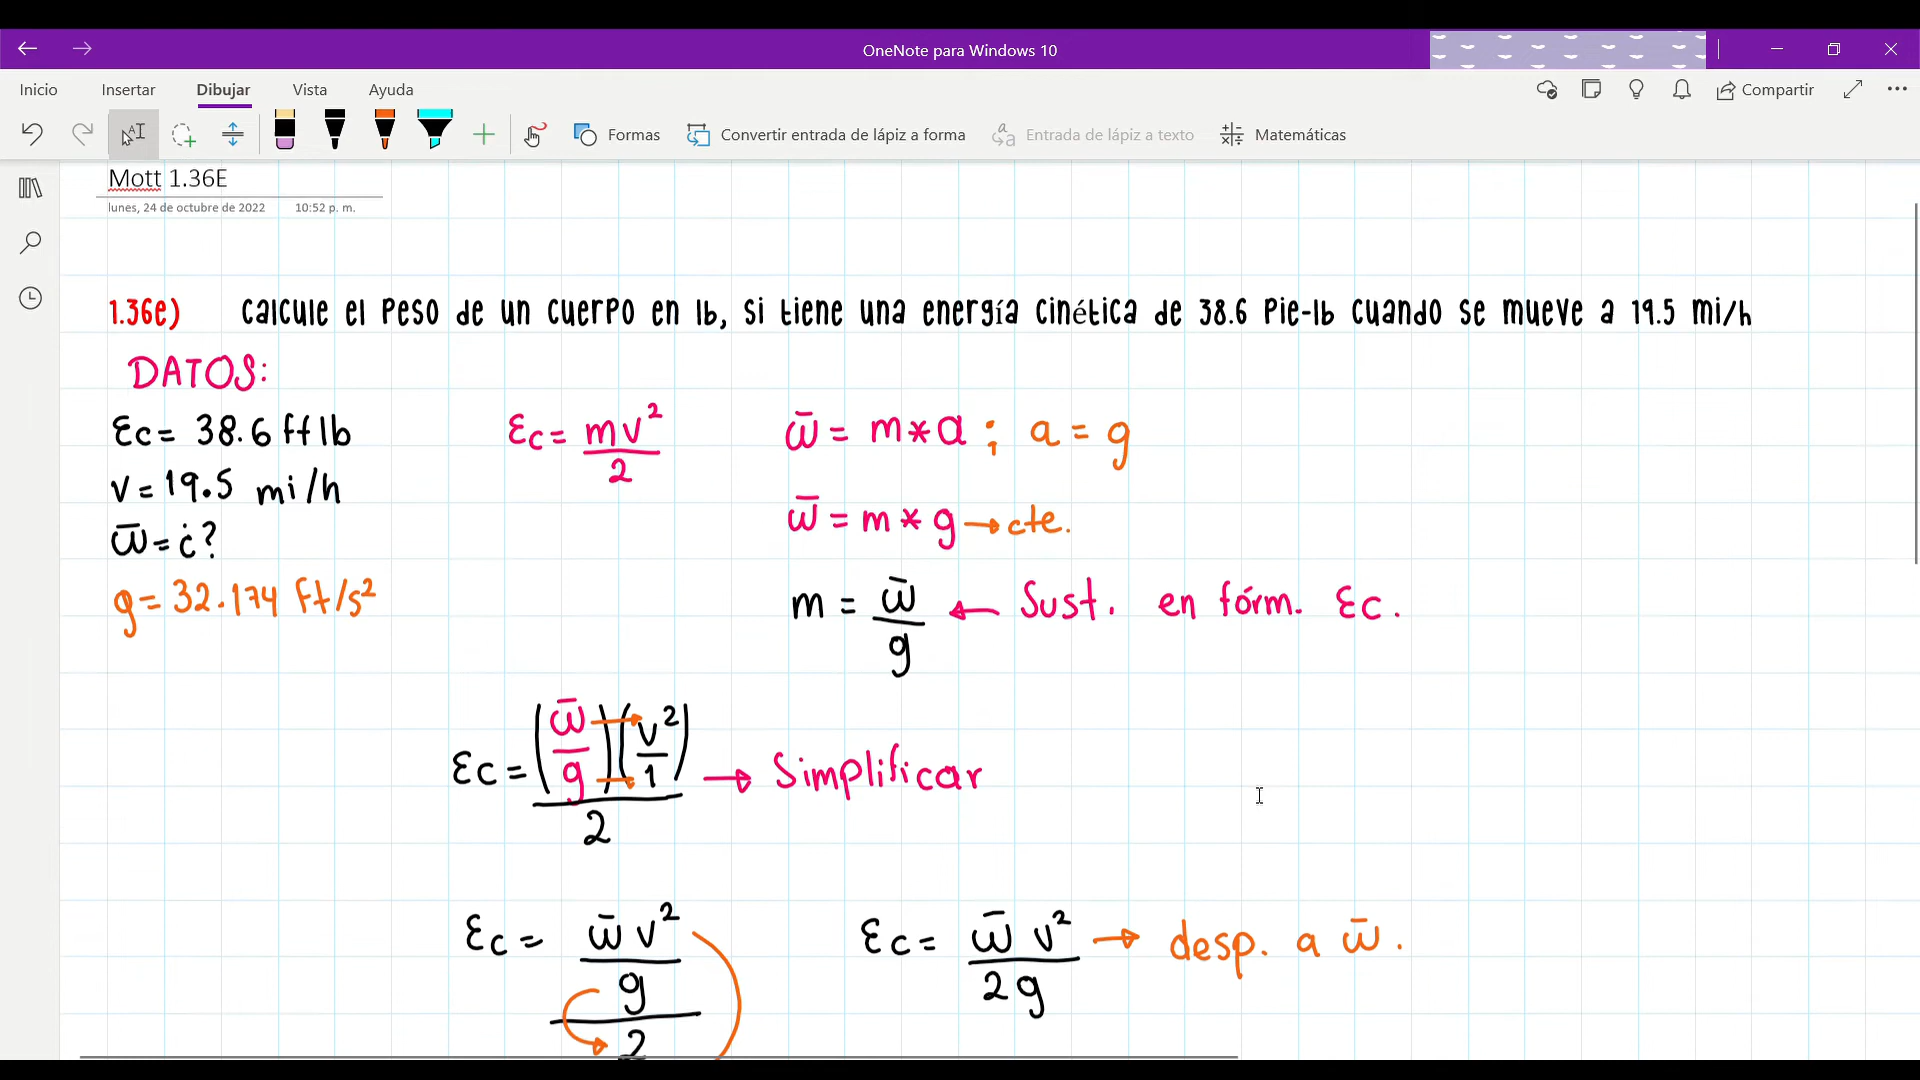 OneNote para Windows 10
Inicio Insertar Dibujar Vista Ayuda Compartir
Formas Convertir entrada de lápiz a forma Entrada de lápiz a texto Matemáticas
Mott 1.36E
lunes, 24 de octubre de 2022 10:52 p. m.
1.36e) Calcule el peso de un cuerpo en lb, si tiene una energía cinética de 38.6 Pie-lb cuando se mueve a 19.5 mi/h
DATOS:
Ec = 38.6 ft lb
Ec = mv²/2
ω̄ = m * a ; a = g
v = 19.5 mi/h
ω̄ = m * g → cte.
ω̄ = ¿?
g = 32.174 ft/s²
m = ω̄/g ← Sust. en fórm. Ec.
Ec = (ω̄/g)(v²/1)/2 → Simplificar
Ec = ω̄ v²/g/2
Ec = ω̄ v²/2g → desp. a ω̄.